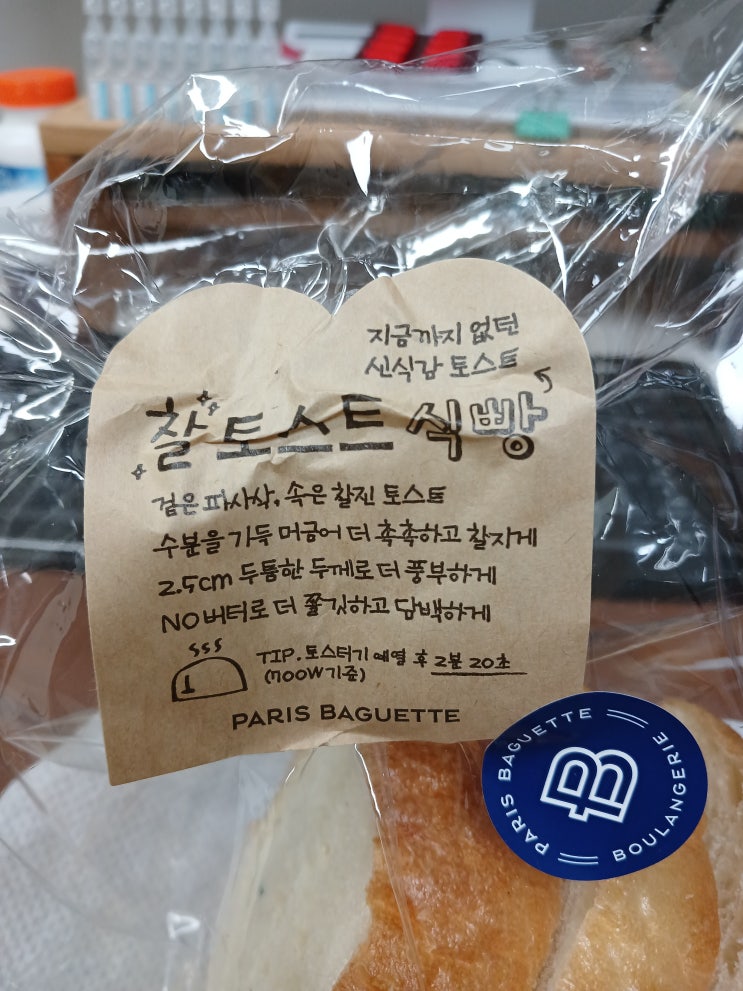 지금까지 없던
신식감 토스트
찰토스트 식빵
겉은 파사삭, 속은 찰진 토스트
수분을 가득 머금어 더 촉촉하고 찰지게
2.5cm 두툼한 두께로 더 풍부하게
NO버터로 더 쫄깃하고 담백하게
TIP. 토스터기 예열 후 2분 20초
(700W기준)
PARIS BAGUETTE
PARIS BAGUETTE
BOULANGERIE
PB